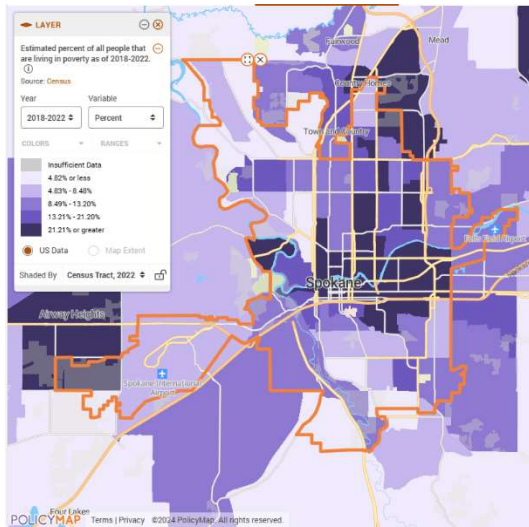 LAYER
Estimated percent of all people that
are living in poverty as of 2018-2022.
Source: Census
Year
Variable
2018-2022
Percent
COLORS
RANGES
Insufficient Data
4.82% or less
4.83% - 8.48%
8.49% - 13.20%
13.21% - 21.20%
21.21% or greater
US Data
Map Extent
Shaded By
Census Tract, 2022
Fairwood
Mead
Country Homes
Town and Country
Felts Field Airport
Spokane
Airway Heights
Spokane International
Airport
Four Lakes
POLICYMAP
Terms | Privacy ©2024 PolicyMap. All rights reserved.